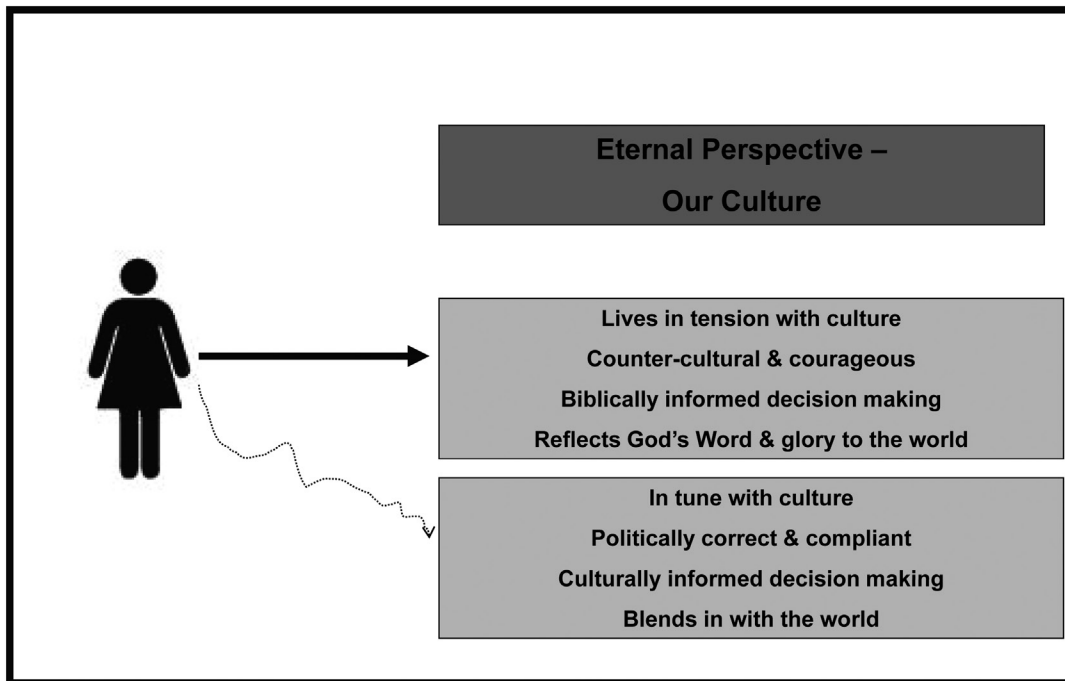 Eternal Perspective –
Our Culture
Lives in tension with culture
Counter-cultural & courageous
Biblically informed decision making
Reflects God’s Word & glory to the world
In tune with culture
Politically correct & compliant
Culturally informed decision making
Blends in with the world